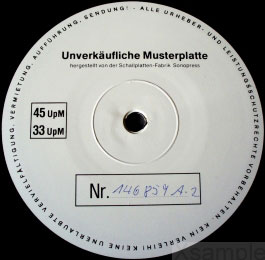 ALLE URHEBER- UND LEISTUNGSSCHUTZRECHTE VORBEHALTEN · KEIN VERLEIH! KEINE UNERLAUBTE VERVIELFÄLTIGUNG, VERMIETUNG, AUFFÜHRUNG, SENDUNG! -
Unverkäufliche Musterplatte
hergestellt von der Schallplatten-Fabrik Sonopress
45 UpM
33 UpM
Nr. 146859 A-2